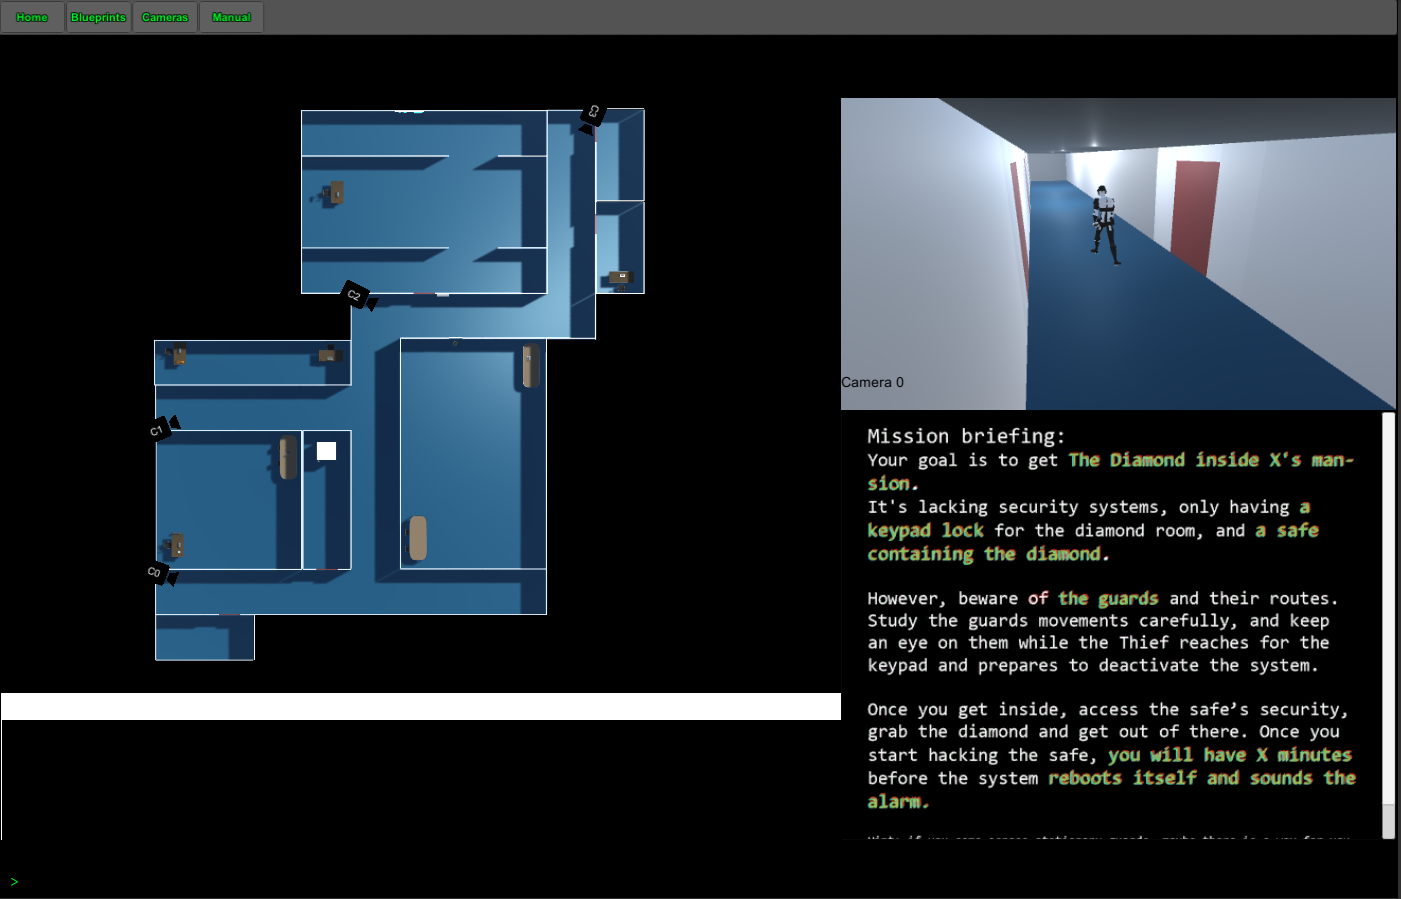 Home Blueprints Cameras Manual
C3
C2
C1
C0
Camera 0
Mission briefing:
Your goal is to get The Diamond inside X's man-
sion.
It's lacking security systems, only having a
keypad lock for the diamond room, and a safe
containing the diamond.
However, beware of the guards and their routes.
Study the guards movements carefully, and keep
an eye on them while the Thief reaches for the
keypad and prepares to deactivate the system.
Once you get inside, access the safe’s security,
grab the diamond and get out of there. Once you
start hacking the safe, you will have X minutes
before the system reboots itself and sounds the
alarm.
>